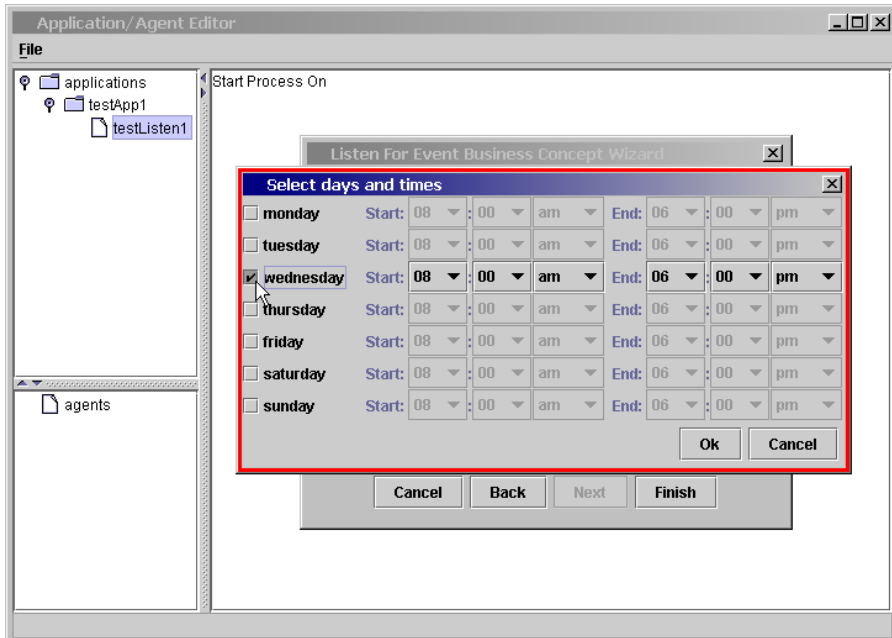 Application/Agent Editor
File
applications
testApp1
testListen1
Start Process On
Listen For Event Business Concept Wizard
Select days and times
monday Start: 08 : 00 am End: 06 : 00 pm
tuesday Start: 08 : 00 am End: 06 : 00 pm
wednesday Start: 08 : 00 am End: 06 : 00 pm
thursday Start: 08 : 00 am End: 06 : 00 pm
friday Start: 08 : 00 am End: 06 : 00 pm
saturday Start: 08 : 00 am End: 06 : 00 pm
sunday Start: 08 : 00 am End: 06 : 00 pm
Ok Cancel
Cancel Back Next Finish
agents